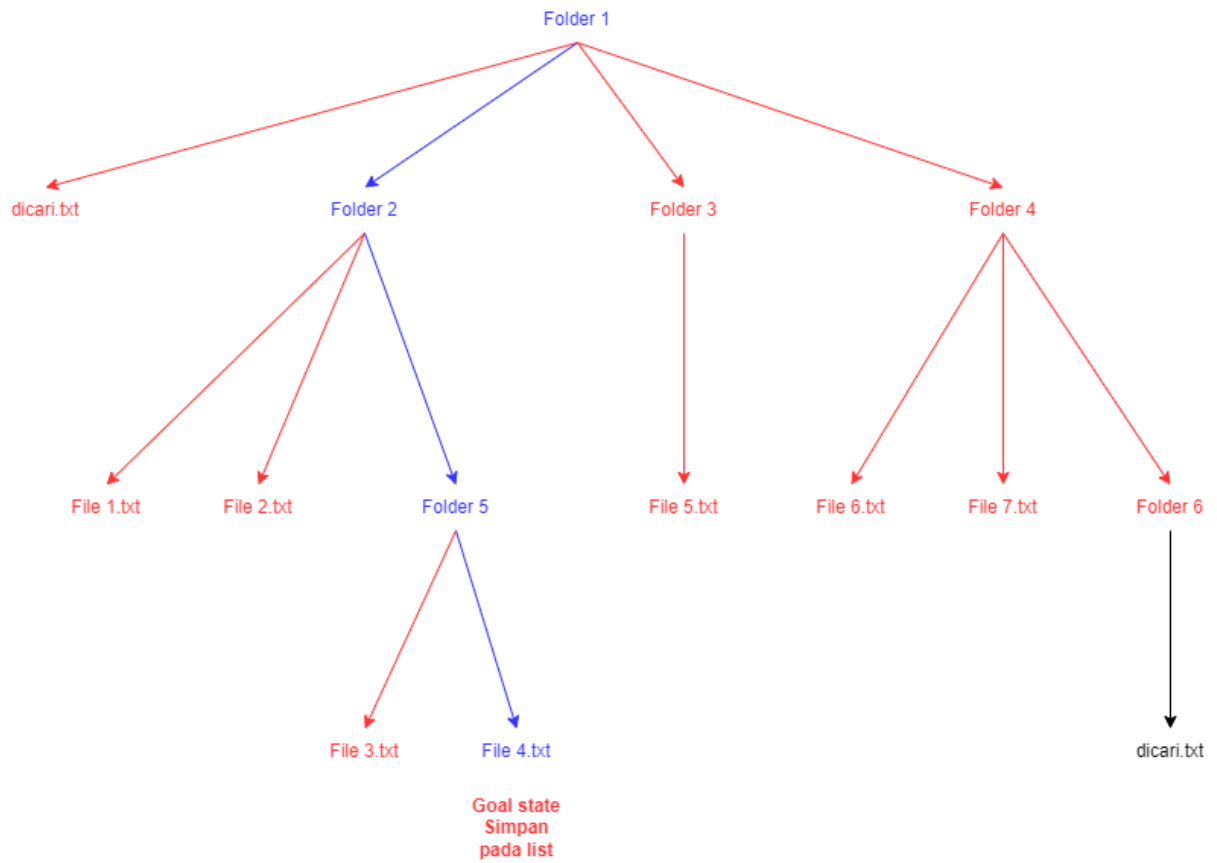 Folder 1
dicari.txt
Folder 2
Folder 3
Folder 4
File 1.txt
File 2.txt
Folder 5
File 5.txt
File 6.txt
File 7.txt
Folder 6
File 3.txt
File 4.txt
dicari.txt
Goal state
Simpan
pada list